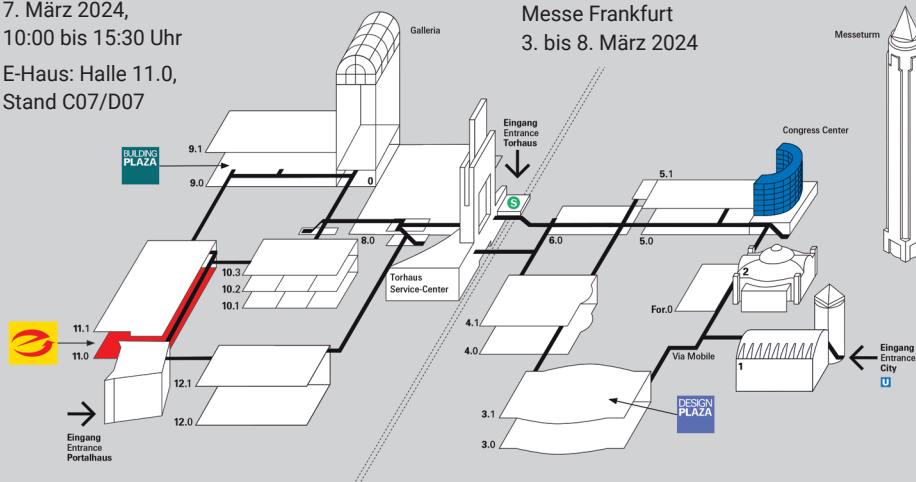 7. März 2024,
10:00 bis 15:30 Uhr
E-Haus: Halle 11.0,
Stand C07/D07
Messe Frankfurt
3. bis 8. März 2024
Galleria
Messeturm
Eingang
Entrance
Torhaus
Congress Center
BUILDING
PLAZA
9.1
9.0
0
S
5.1
8.0
6.0
5.0
10.3
10.2
10.1
Torhaus
Service-Center
2
For.0
4.1
4.0
11.1
11.0
Via Mobile
1
Eingang
Entrance
City
U
12.1
12.0
3.1
3.0
DESIGN
PLAZA
Eingang
Entrance
Portalhaus